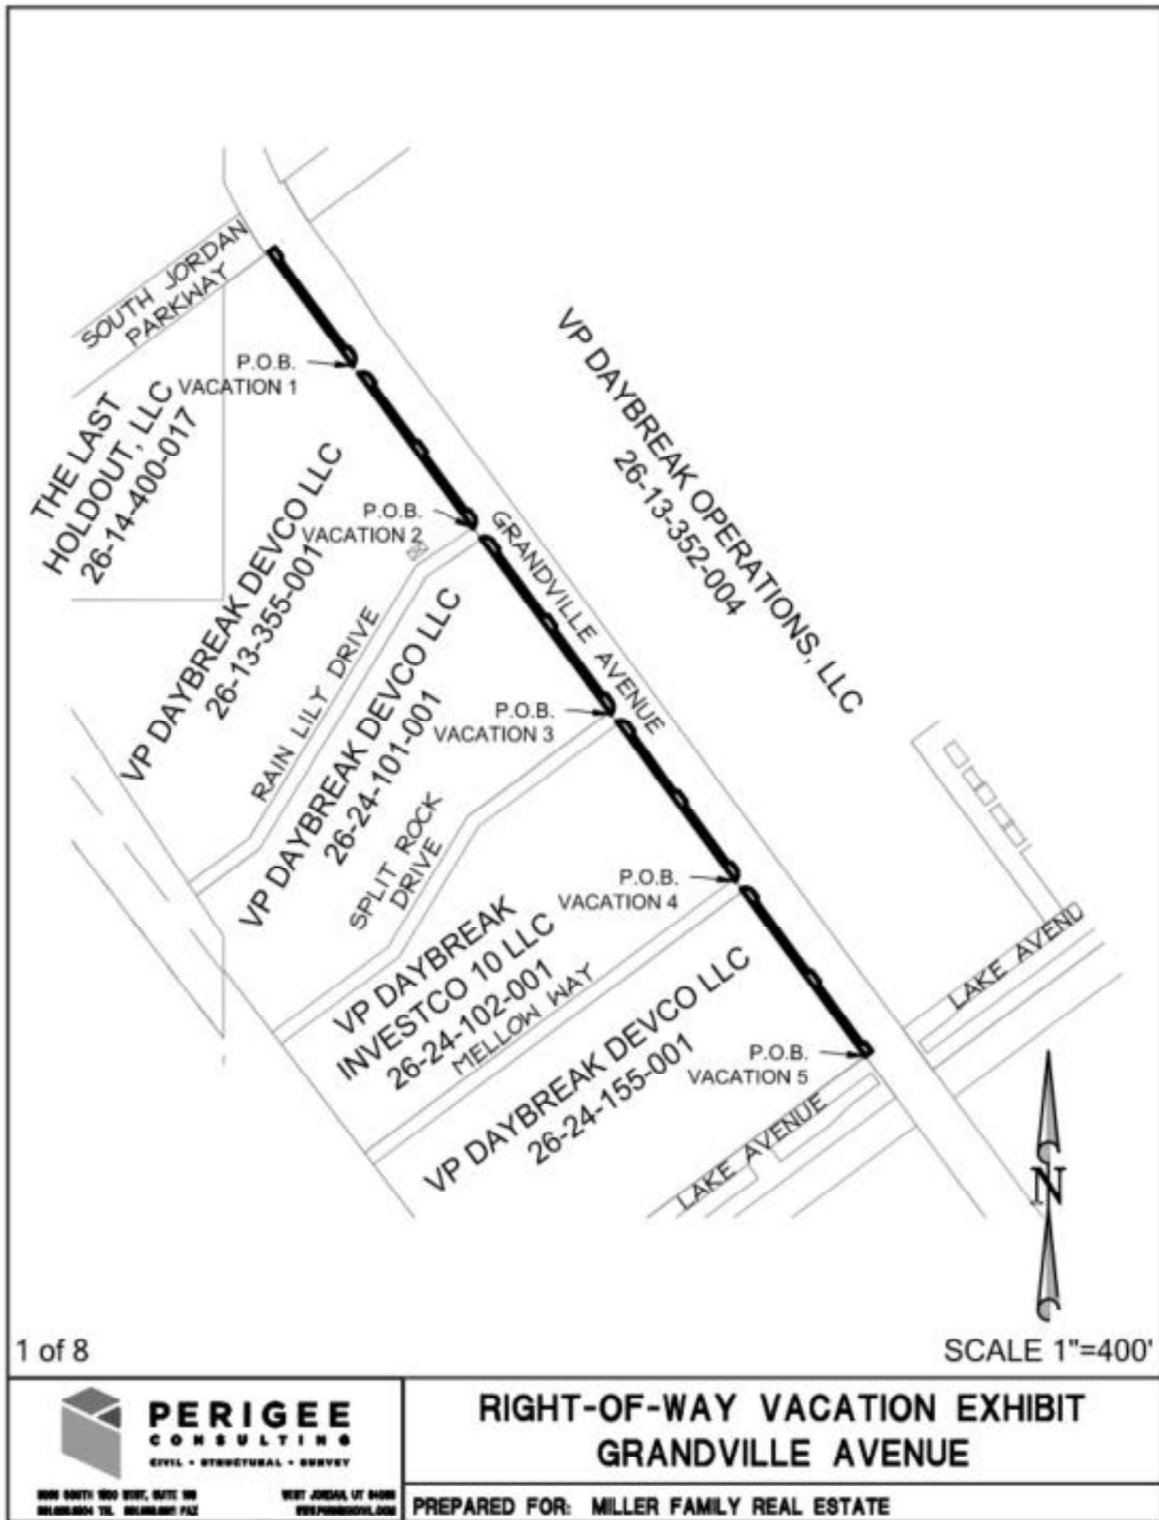 SOUTH JORDAN
PARKWAY
P.O.B.
VACATION 1
THE LAST
HOLDOUT, LLC
26-14-400-017
VP DAYBREAK OPERATIONS, LLC
26-13-352-004
VP DAYBREAK DEVCO LLC
26-13-355-001
P.O.B.
VACATION 2
GRANDVILLE AVENUE
RAIN LILY DRIVE
VP DAYBREAK DEVCO LLC
26-24-101-001
P.O.B.
VACATION 3
SPLIT ROCK
DRIVE
P.O.B.
VACATION 4
VP DAYBREAK
INVESTCO 10 LLC
26-24-102-001
MELLOW WAY
LAKE AVENU
VP DAYBREAK DEVCO LLC
26-24-155-001
P.O.B.
VACATION 5
LAKE AVENUE
N
1 of 8
SCALE 1"=400'
PERIGEE
CONSULTING
CIVIL • STRUCTURAL • SURVEY
WEST JORDAN, UT
RIGHT-OF-WAY VACATION EXHIBIT
GRANDVILLE AVENUE
PREPARED FOR: MILLER FAMILY REAL ESTATE